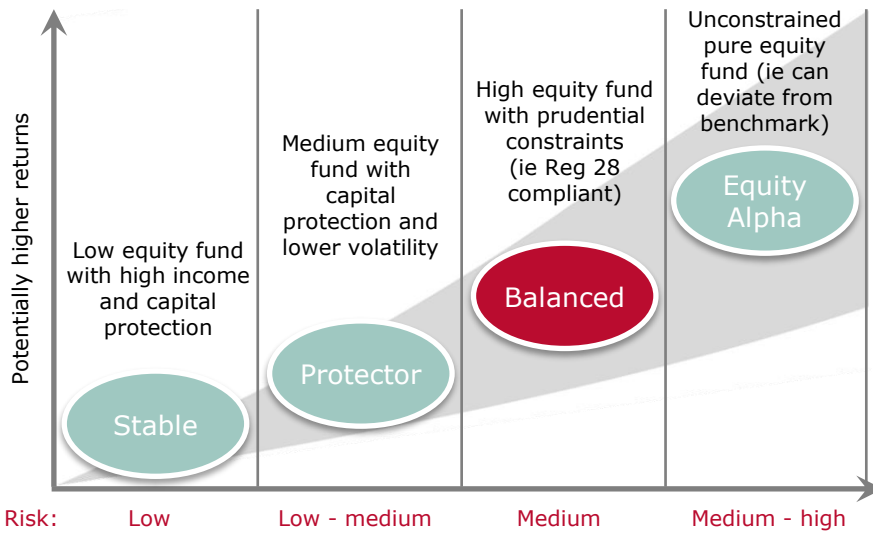 Potentially higher returns
Low equity fund
with high income
and capital
protection
Stable
Medium equity
fund with
capital
protection and
lower volatility
Protector
High equity fund
with prudential
constraints
(ie Reg 28
compliant)
Balanced
Unconstrained
pure equity
fund (ie can
deviate from
benchmark)
Equity
Alpha
Risk: Low Low - medium Medium Medium - high